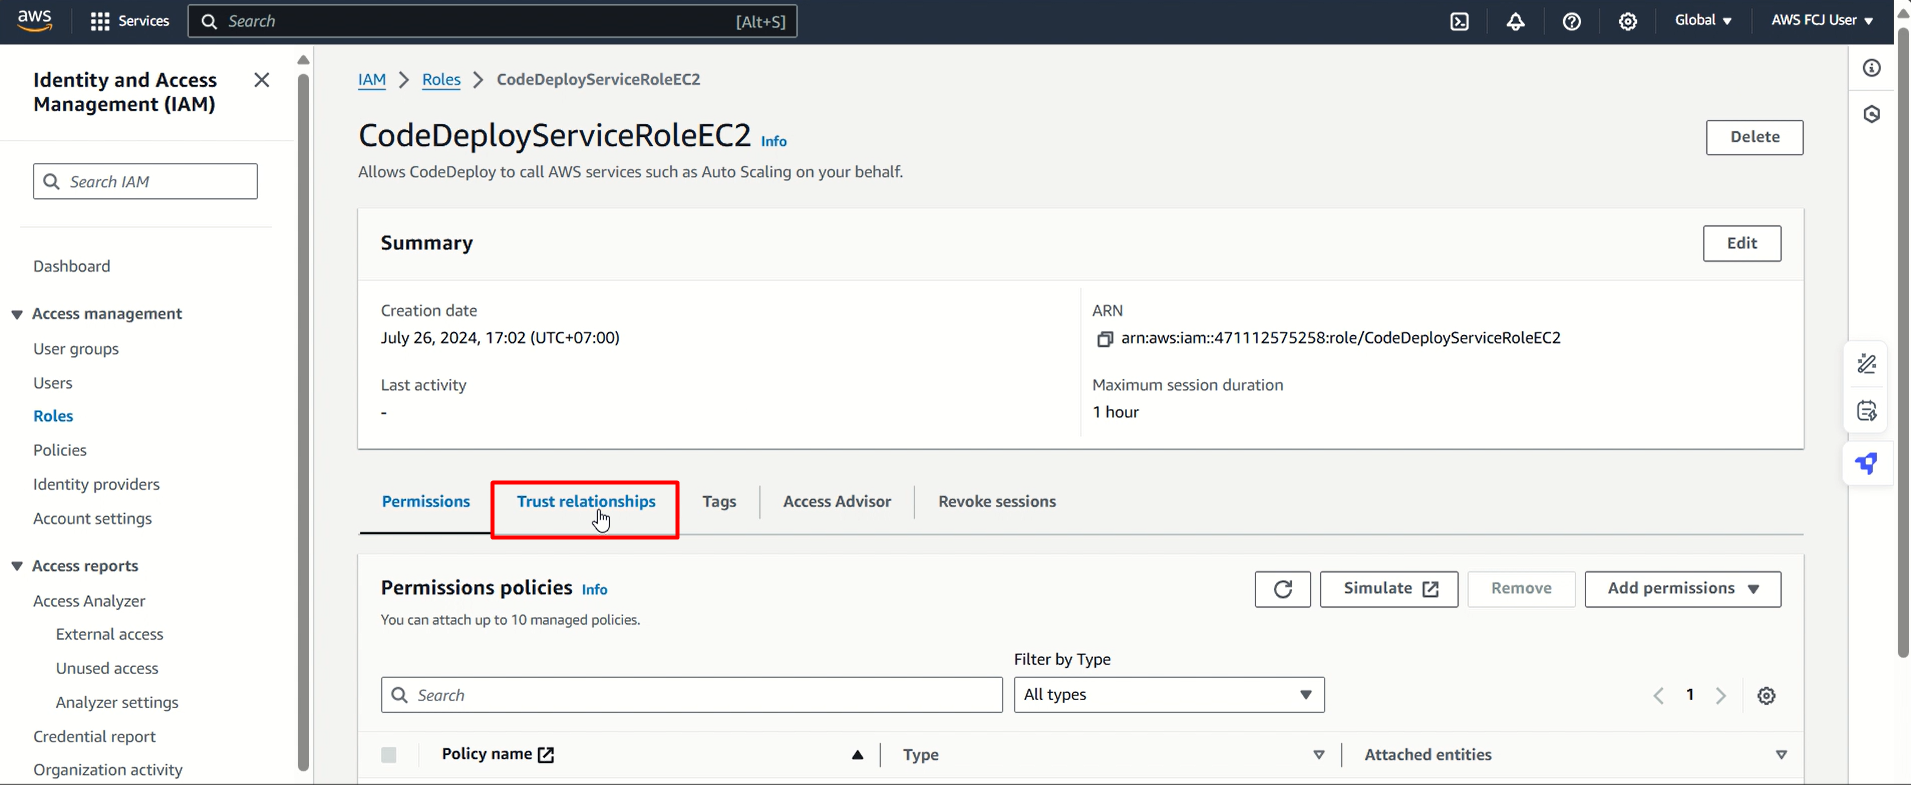 aws
Services
Search
[Alt+S]
Global
AWS FCJ User
Identity and Access
Management (IAM)
Search IAM
Dashboard
Access management
User groups
Users
Roles
Policies
Identity providers
Account settings
Access reports
Access Analyzer
External access
Unused access
Analyzer settings
Credential report
Organization activity
IAM
Roles
CodeDeployServiceRoleEC2
CodeDeployServiceRoleEC2 Info
Delete
Allows CodeDeploy to call AWS services such as Auto Scaling on your behalf.
Summary
Edit
Creation date
July 26, 2024, 17:02 (UTC+07:00)
ARN
arn:aws:iam::471112575258:role/CodeDeployServiceRoleEC2
Last activity
-
Maximum session duration
1 hour
Permissions
Trust relationships
Tags
Access Advisor
Revoke sessions
Permissions policies Info
You can attach up to 10 managed policies.
Simulate
Remove
Add permissions
Filter by Type
Search
All types
1
Policy name
Type
Attached entities